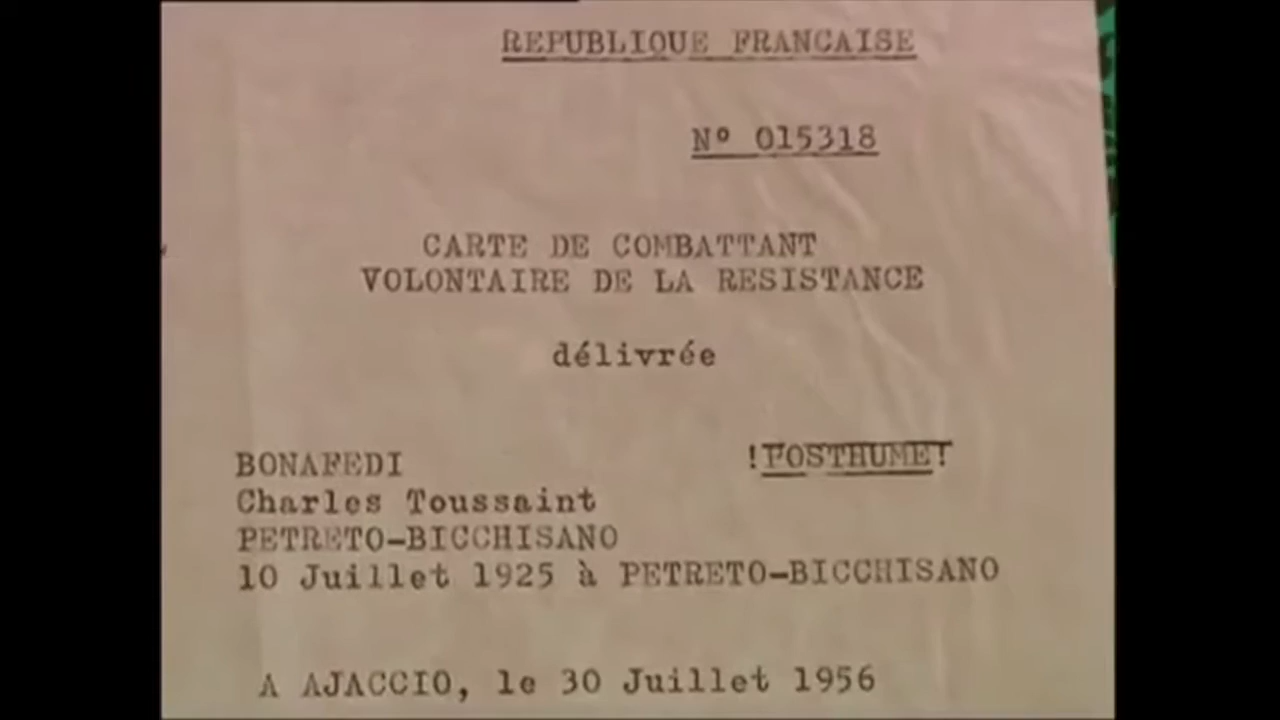 REPUBLIQUE FRANCAISE
Nº 015318
CARTE DE COMBATTANT
VOLONTAIRE DE LA RESISTANCE
délivrée
BONAFEDI
!POSTHUME!
Charles Toussaint
PETRETO-BICCHISANO
10 Juillet 1925 à PETRETO-BICCHISANO
A AJACCIO, le 30 Juillet 1956